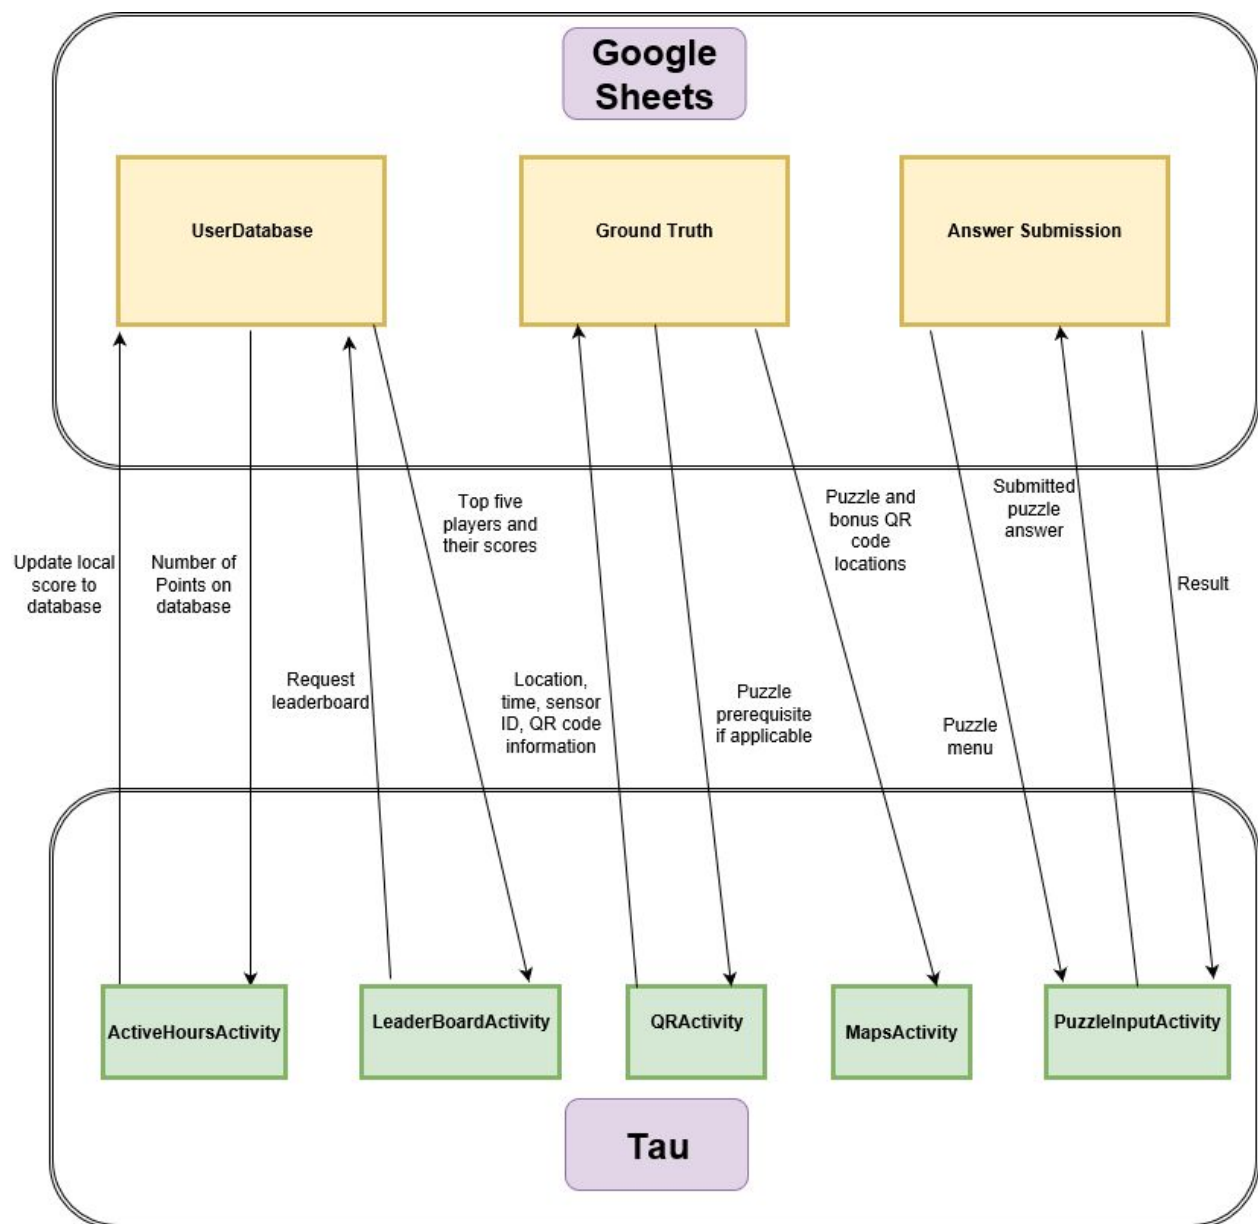 Google
Sheets
UserDatabase
Ground Truth
Answer Submission
Update local
score to
database
Number of
Points on
database
Top five
players and
their scores
Request
leaderboard
Location,
time, sensor
ID, QR code
information
Puzzle
prerequisite
if applicable
Puzzle and
bonus QR
code
locations
Puzzle
menu
Submitted
puzzle
answer
Result
ActiveHoursActivity
LeaderBoardActivity
QRActivity
MapsActivity
PuzzleInputActivity
Tau